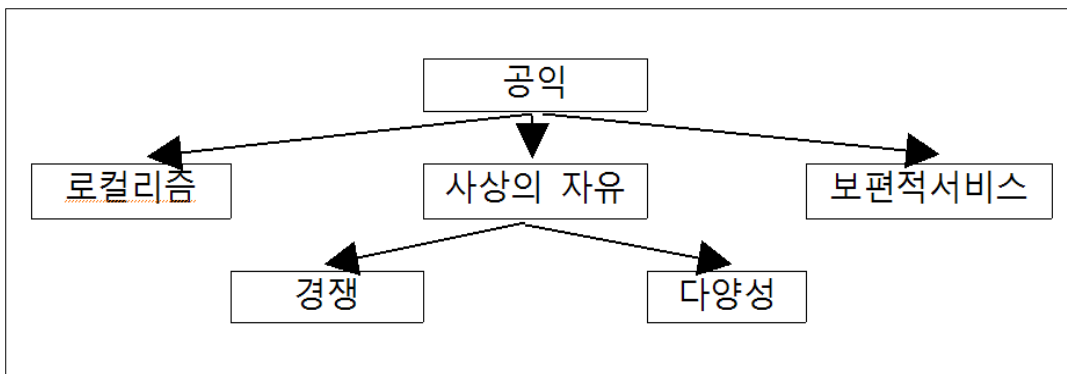 공익
로컬리즘
사상의 자유
보편적서비스
경쟁
다양성